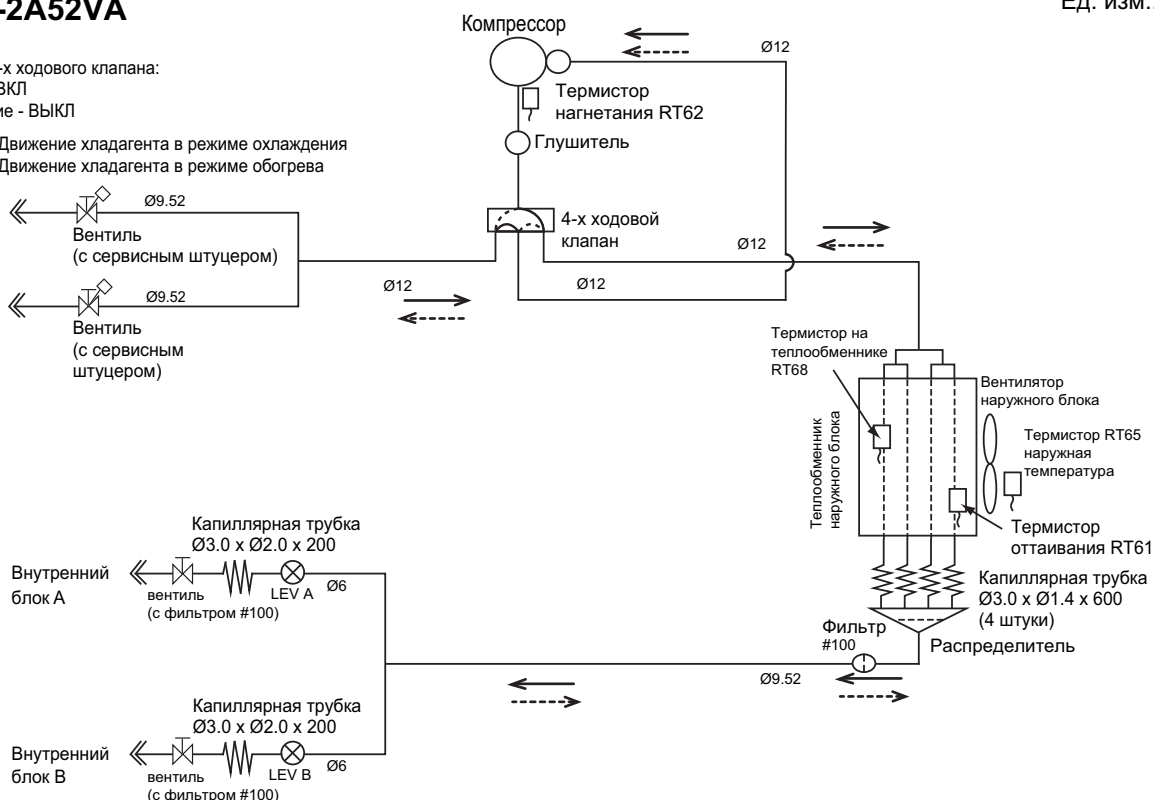 -2A52VA
Ед. изм.:
-х ходового клапана:
ВКЛ
ие - ВЫКЛ
Движение хладагента в режиме охлаждения
Движение хладагента в режиме обогрева
Компрессор
Ø12
Термистор
нагнетания RT62
Глушитель
4-х ходовой
клапан
Ø9.52
Вентиль
(с сервисным штуцером)
Ø9.52
Вентиль
(с сервисным
штуцером)
Ø12
Ø12
Ø12
Термистор на
теплообменнике
RT68
Вентилятор
наружного блока
Термистор RT65
наружная
температура
Теплообменник
наружного блока
Термистор
оттаивания RT61
Капиллярная трубка
Ø3.0 x Ø1.4 x 600
(4 штуки)
Распределитель
Фильтр
#100
Ø9.52
Капиллярная трубка
Ø3.0 x Ø2.0 x 200
Внутренний
блок A
вентиль
(с фильтром #100)
LEV A
Ø6
Капиллярная трубка
Ø3.0 x Ø2.0 x 200
Внутренний
блок B
вентиль
(с фильтром #100)
LEV B
Ø6